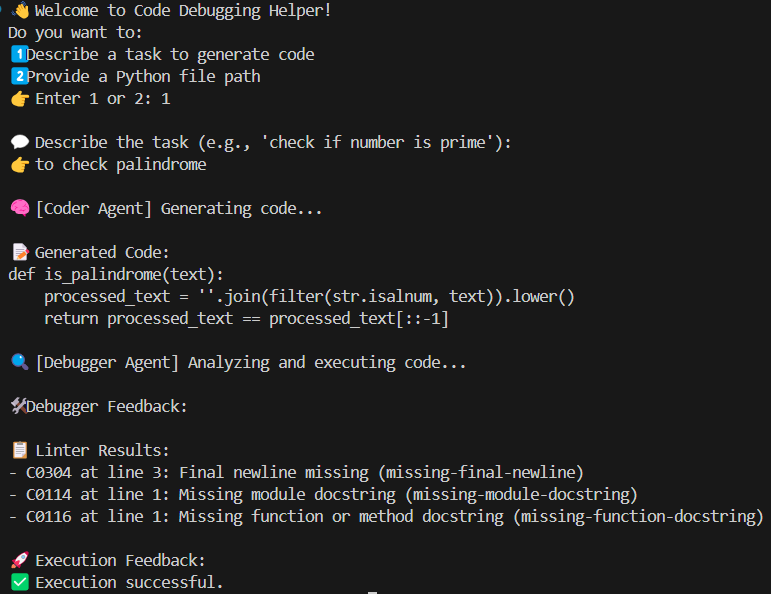 👋 Welcome to Code Debugging Helper!
Do you want to:
1️⃣Describe a task to generate code
2️⃣Provide a Python file path
👉 Enter 1 or 2: 1
💬 Describe the task (e.g., 'check if number is prime'):
👉 to check palindrome
🧠 [Coder Agent] Generating code...
📝 Generated Code:
def is_palindrome(text):
    processed_text = ''.join(filter(str.isalnum, text)).lower()
    return processed_text == processed_text[::-1]
🔍 [Debugger Agent] Analyzing and executing code...
🛠Debugger Feedback:
📋 Linter Results:
- C0304 at line 3: Final newline missing (missing-final-newline)
- C0114 at line 1: Missing module docstring (missing-module-docstring)
- C0116 at line 1: Missing function or method docstring (missing-function-docstring)
🚀 Execution Feedback:
✅ Execution successful.